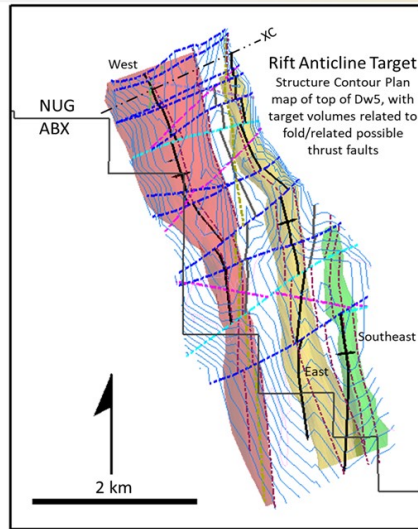 XC
West
Rift Anticline Target
Structure Contour Plan
map of top of Dw5, with
target volumes related to
fold/related possible
thrust faults
NUG
ABX
Southeast
East
2 km